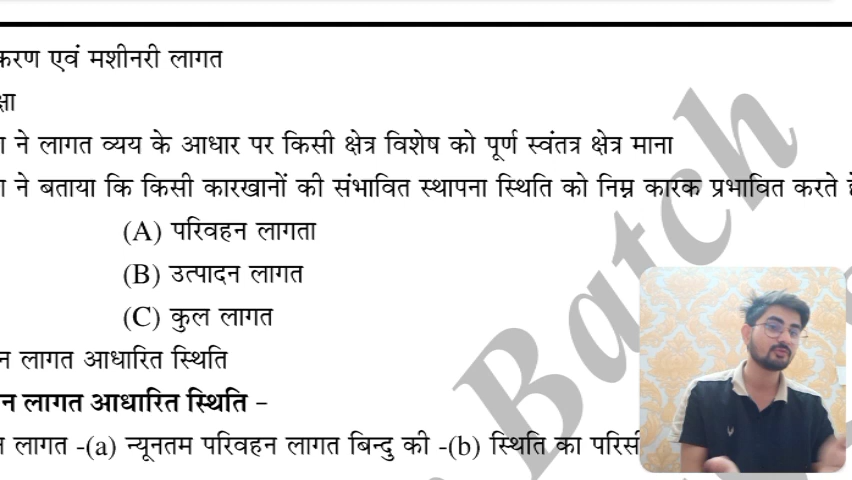 करण एवं मशीनरी लागत
क्षा
ा ने लागत व्यय के आधार पर किसी क्षेत्र विशेष को पूर्ण स्वंतत्र क्षेत्र माना
ा ने बताया कि किसी कारखानों की संभावित स्थापना स्थिति को निम्न कारक प्रभावित करते
(A) परिवहन लागता
(B) उत्पादन लागत
(C) कुल लागत
न लागत आधारित स्थिति
न लागत आधारित स्थिति –
लागत -(a) न्यूनतम परिवहन लागत बिन्दु की -(b) स्थिति का
Batch